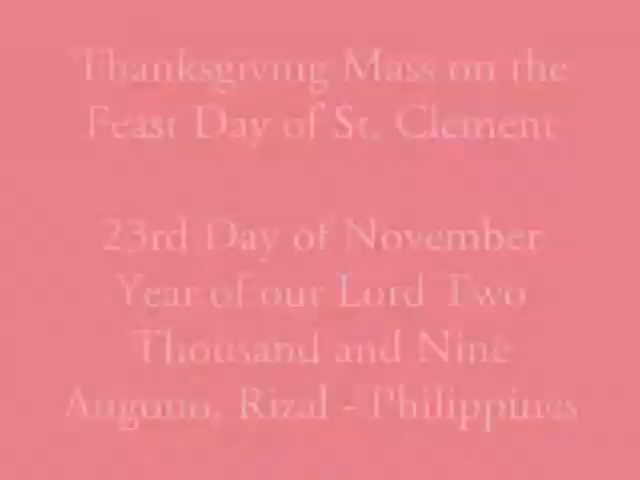 Thanksgiving Mass on the
Feast Day of St. Clement
23rd Day of November
Year of our Lord Two
Thousand and Nine
Angono, Rizal - Philippines